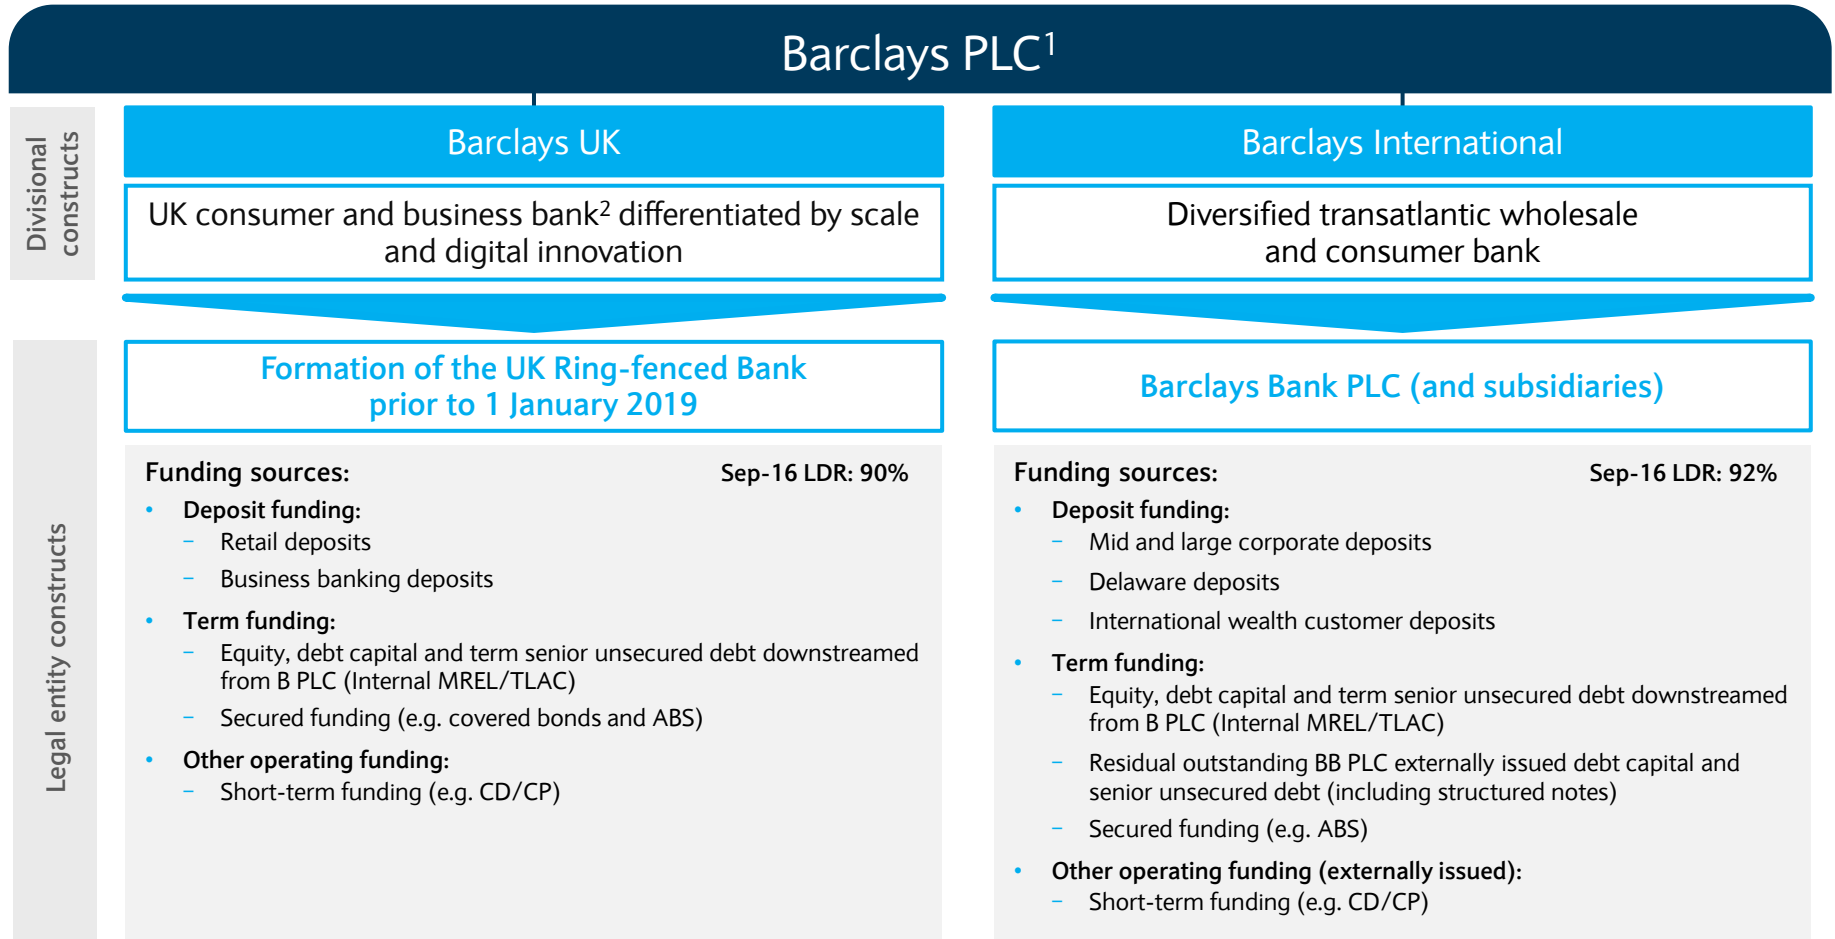 Barclays PLC1
Divisional
constructs
Barclays UK
UK consumer and business bank2 differentiated by scale
and digital innovation
Barclays International
Diversified transatlantic wholesale
and consumer bank
Legal entity constructs
Formation of the UK Ring-fenced Bank
prior to 1 January 2019
Funding sources: Sep-16 LDR: 90%
• Deposit funding:
– Retail deposits
– Business banking deposits
• Term funding:
– Equity, debt capital and term senior unsecured debt downstreamed
from B PLC (Internal MREL/TLAC)
– Secured funding (e.g. covered bonds and ABS)
• Other operating funding:
– Short-term funding (e.g. CD/CP)
Barclays Bank PLC (and subsidiaries)
Funding sources: Sep-16 LDR: 92%
• Deposit funding:
– Mid and large corporate deposits
– Delaware deposits
– International wealth customer deposits
• Term funding:
– Equity, debt capital and term senior unsecured debt downstreamed
from B PLC (Internal MREL/TLAC)
– Residual outstanding BB PLC externally issued debt capital and
senior unsecured debt (including structured notes)
– Secured funding (e.g. ABS)
• Other operating funding (externally issued):
– Short-term funding (e.g. CD/CP)